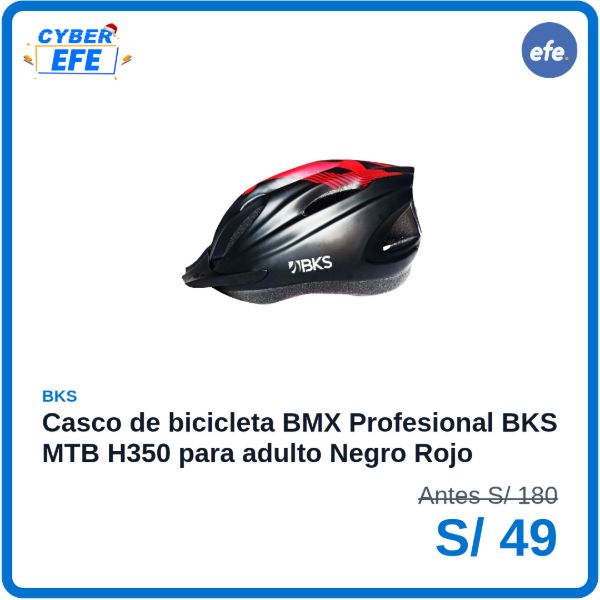 CYBER
EFE
efe.
BKS
BKS
Casco de bicicleta BMX Profesional BKS
MTB H350 para adulto Negro Rojo
Antes S/ 180
S/ 49